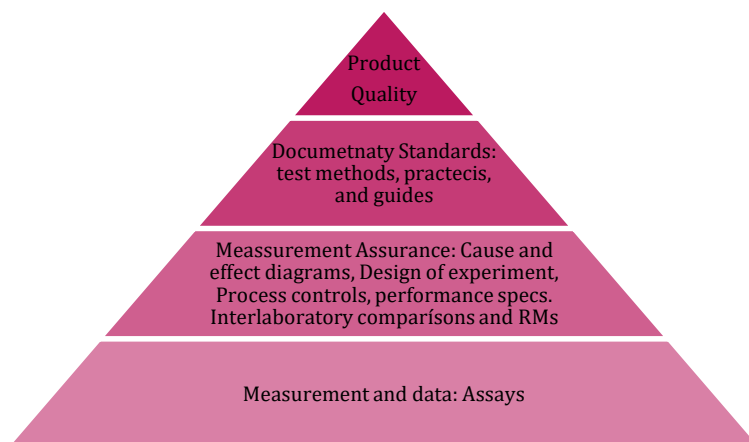 Product
Quality
Documetnaty Standards:
test methods, practecis,
and guides
Meassurement Assurance: Cause and
effect diagrams, Design of experiment,
Process controls, performance specs.
Interlaboratory comparísons and RMs
Measurement and data: Assays